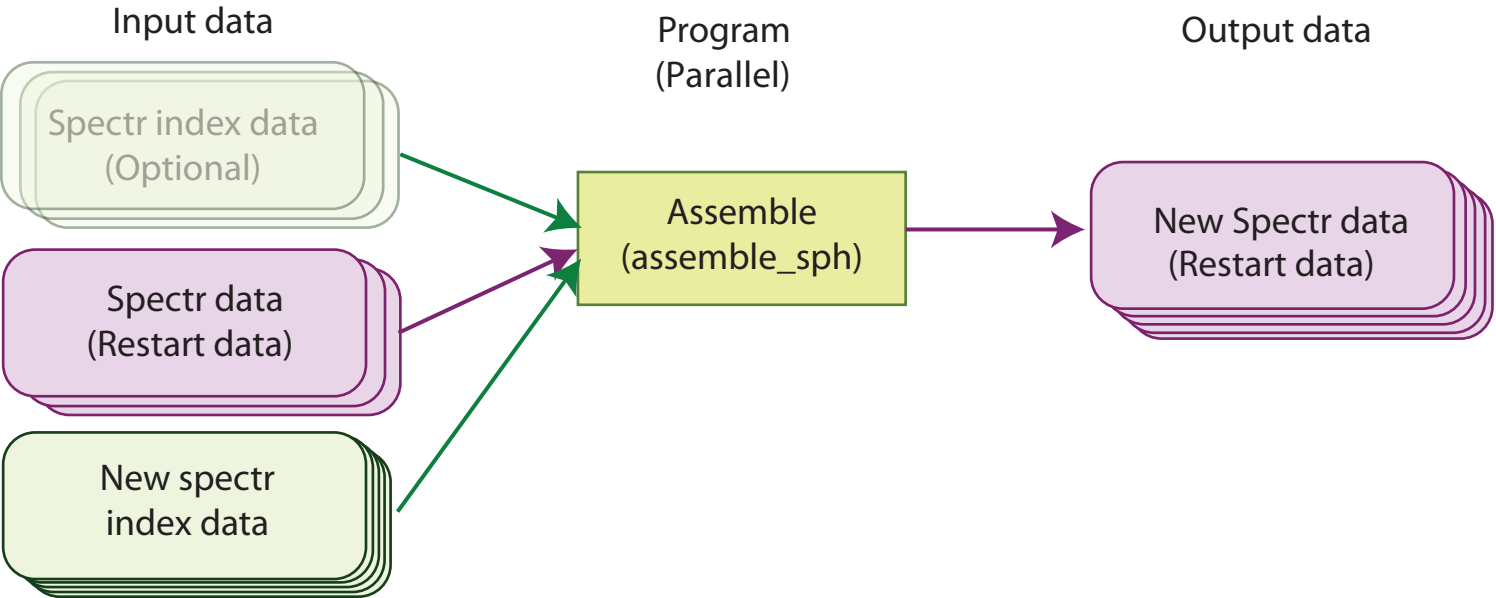 Input data
Program
(Parallel)
Output data
Spectr index data
(Optional)
Spectr data
(Restart data)
New spectr
index data
Assemble
(assemble_sph)
New Spectr data
(Restart data)